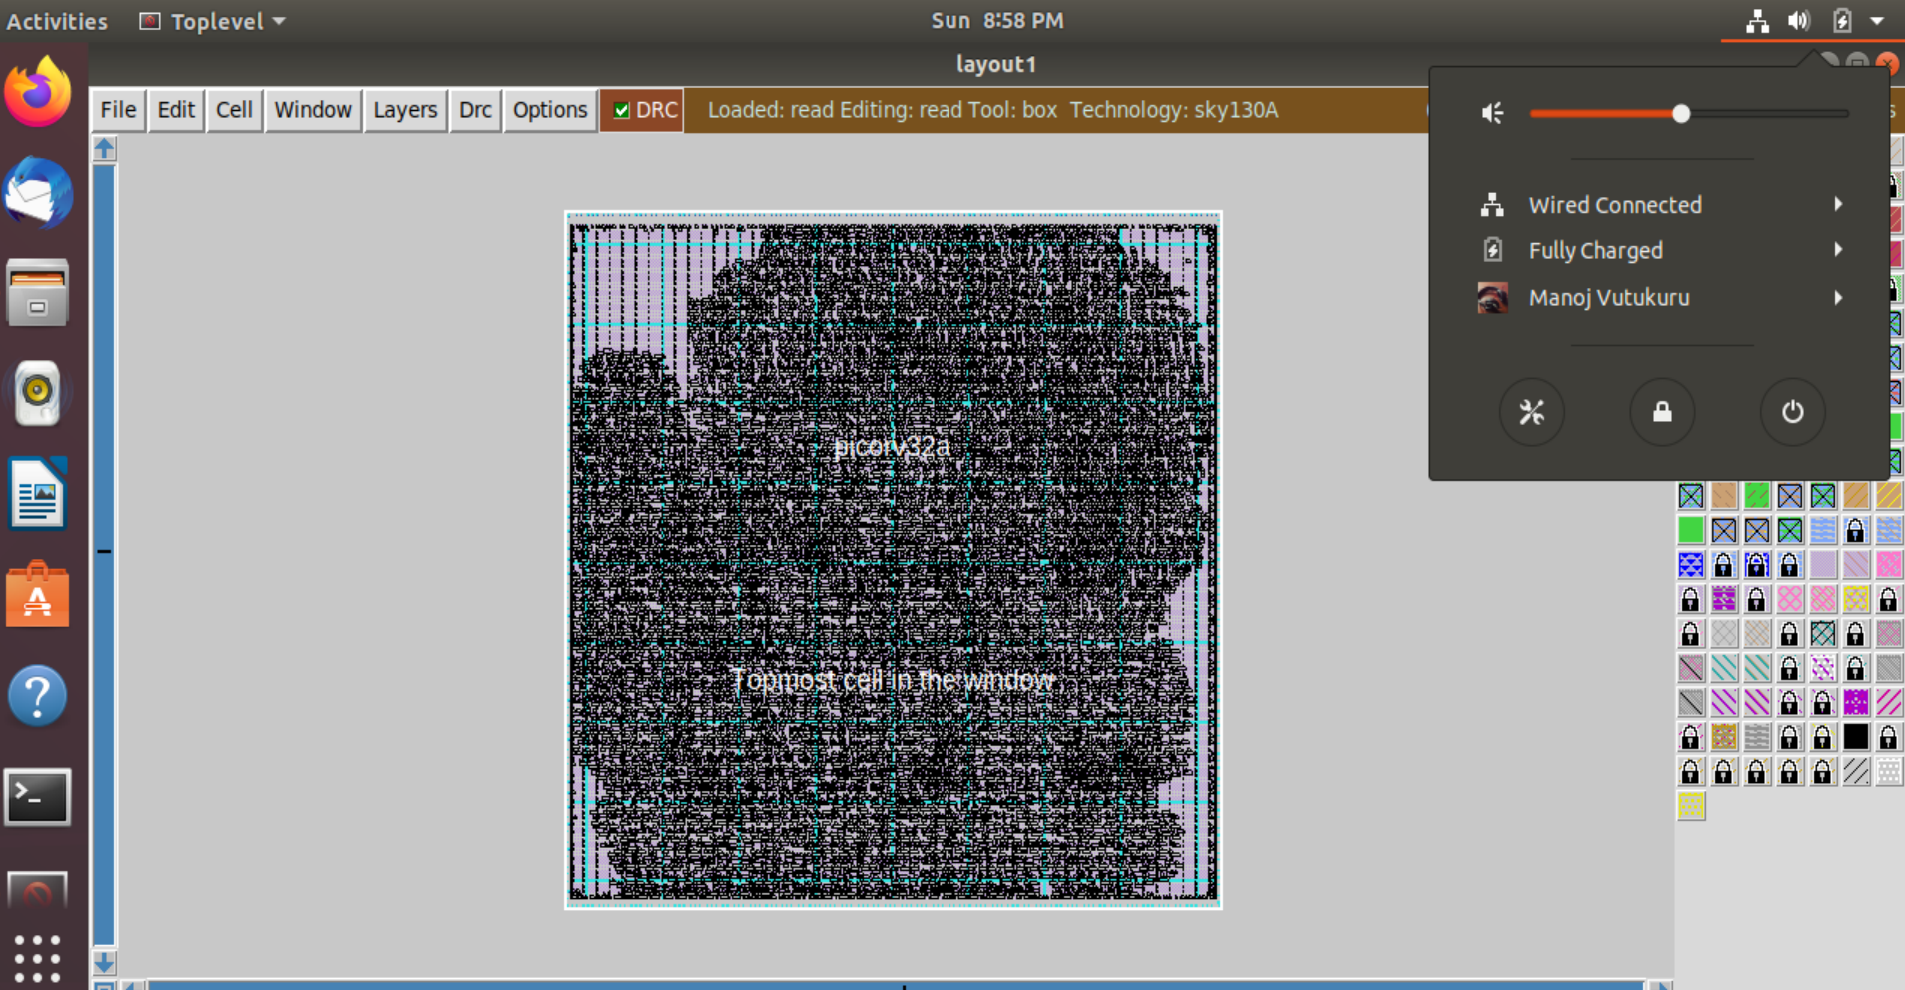 Activities Toplevel Sun 8:58 PM
layout1
File Edit Cell Window Layers Drc Options DRC Loaded: read Editing: read Tool: box Technology: sky130A
Wired Connected
Fully Charged
Manoj Vutukuru
picorv32a
Topmost cell in the window